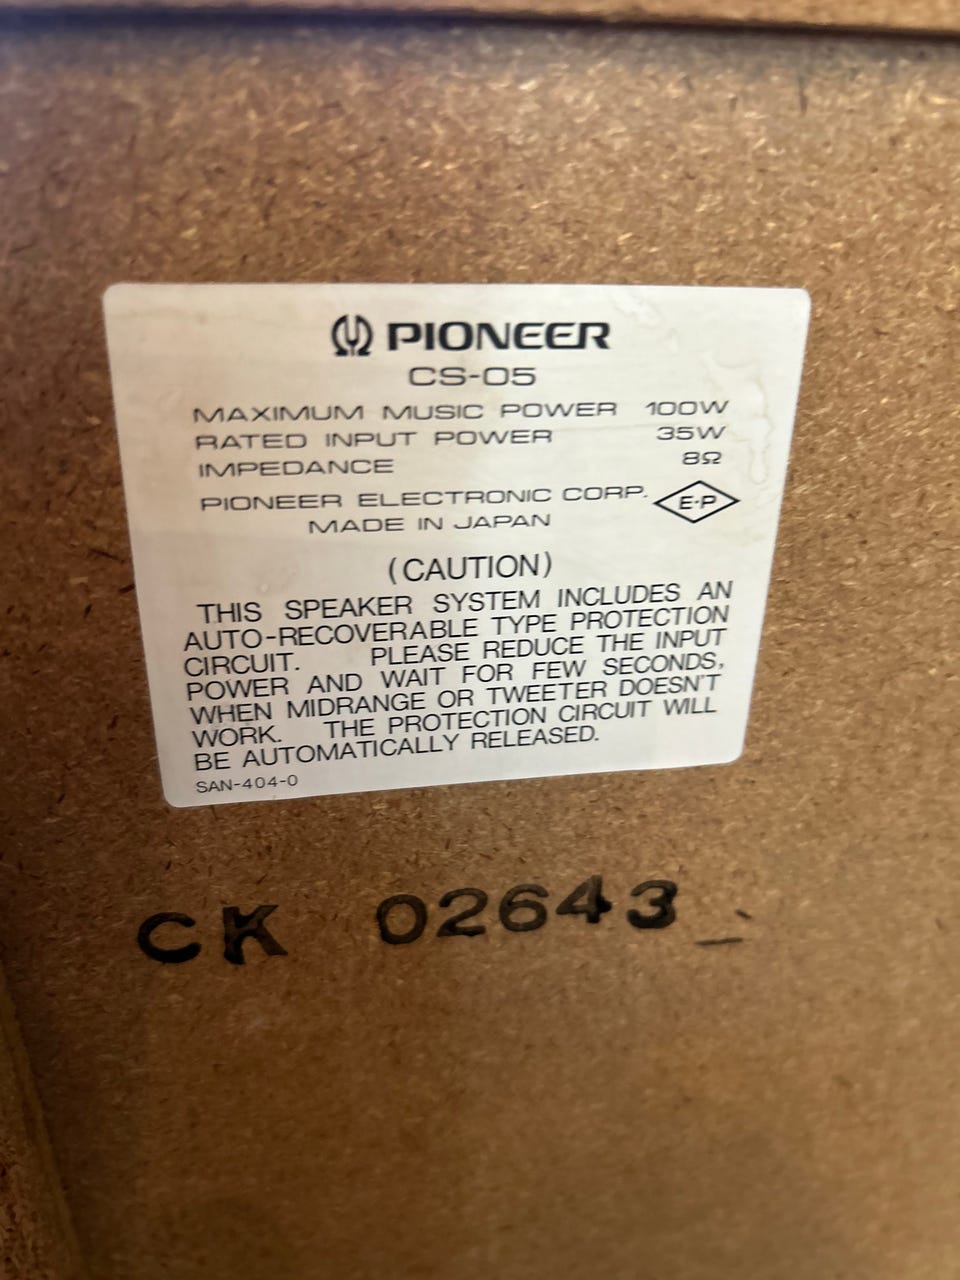 PIONEER
CS-05
MAXIMUM MUSIC POWER 100W
RATED INPUT POWER 35W
IMPEDANCE 8Ω
PIONEER ELECTRONIC CORP. E·P
MADE IN JAPAN
(CAUTION)
THIS SPEAKER SYSTEM INCLUDES AN
AUTO-RECOVERABLE TYPE PROTECTION
CIRCUIT. PLEASE REDUCE THE INPUT
POWER AND WAIT FOR FEW SECONDS,
WHEN MIDRANGE OR TWEETER DOESN'T
WORK. THE PROTECTION CIRCUIT WILL
BE AUTOMATICALLY RELEASED.
SAN-404-0
CK 02643_